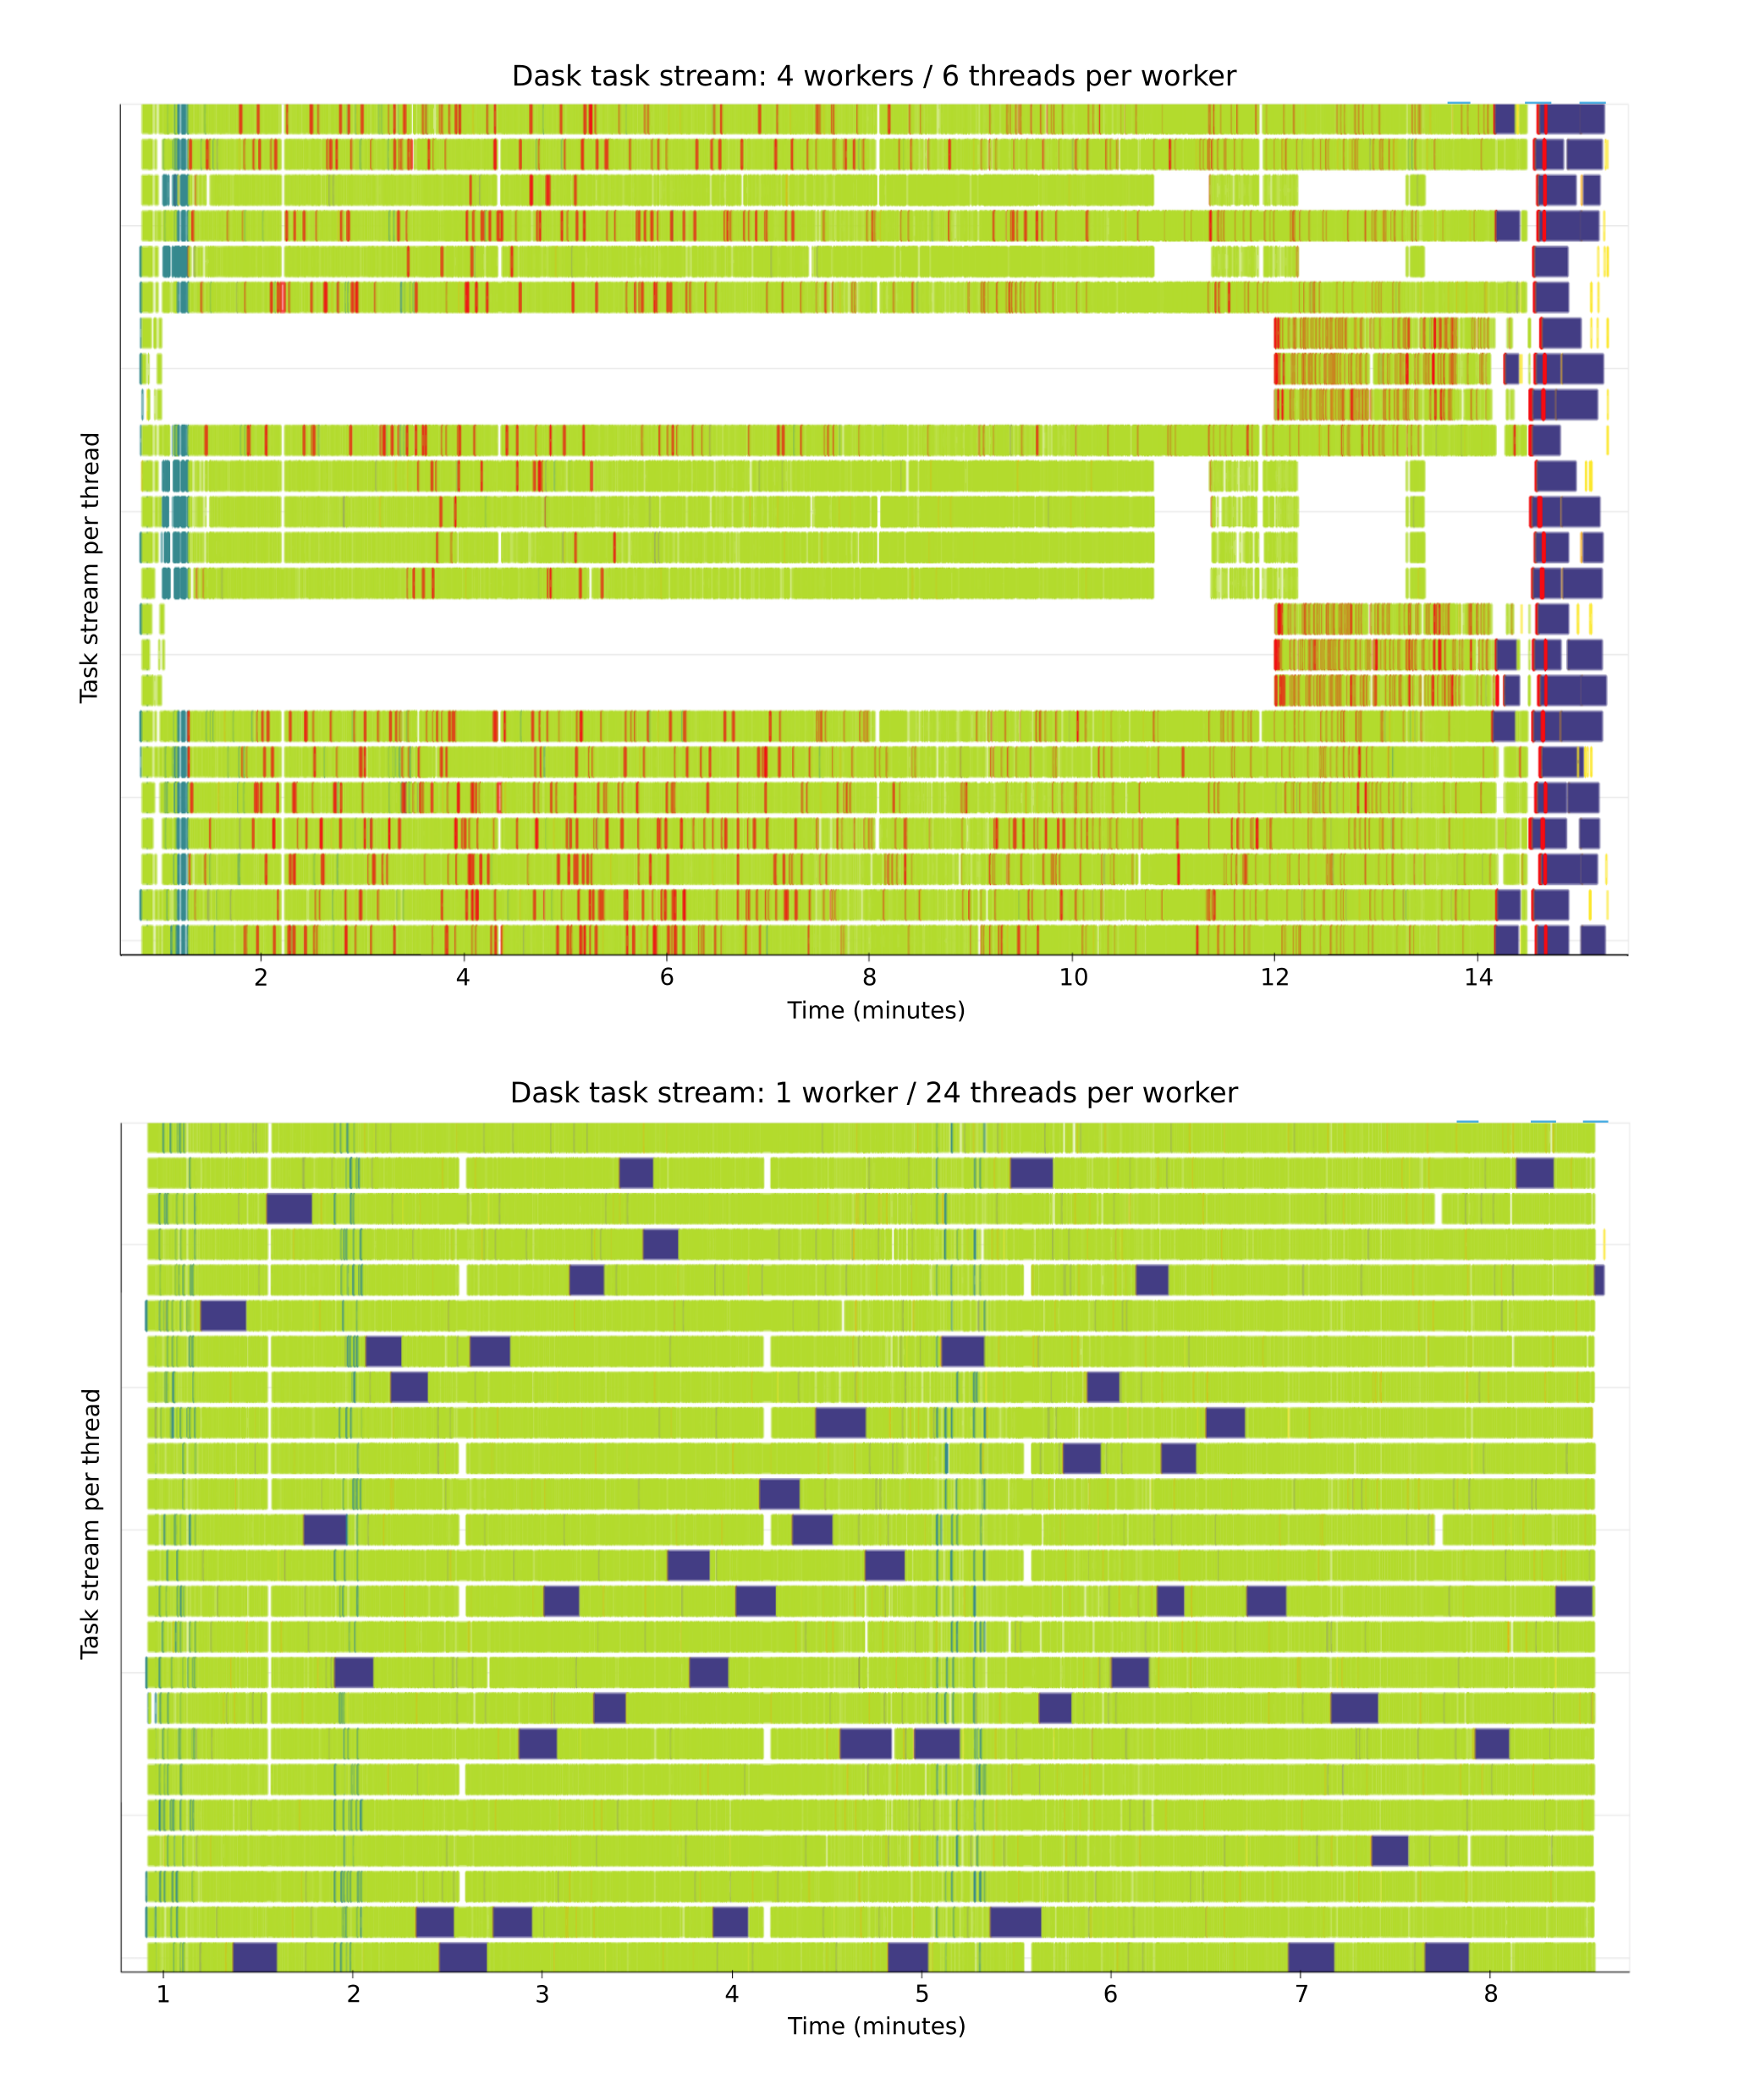 Dask task stream: 4 workers / 6 threads per worker
Task stream per thread
2 4 6 8 10 12 14
Time (minutes)
Dask task stream: 1 worker / 24 threads per worker
Task stream per thread
1 2 3 4 5 6 7 8
Time (minutes)